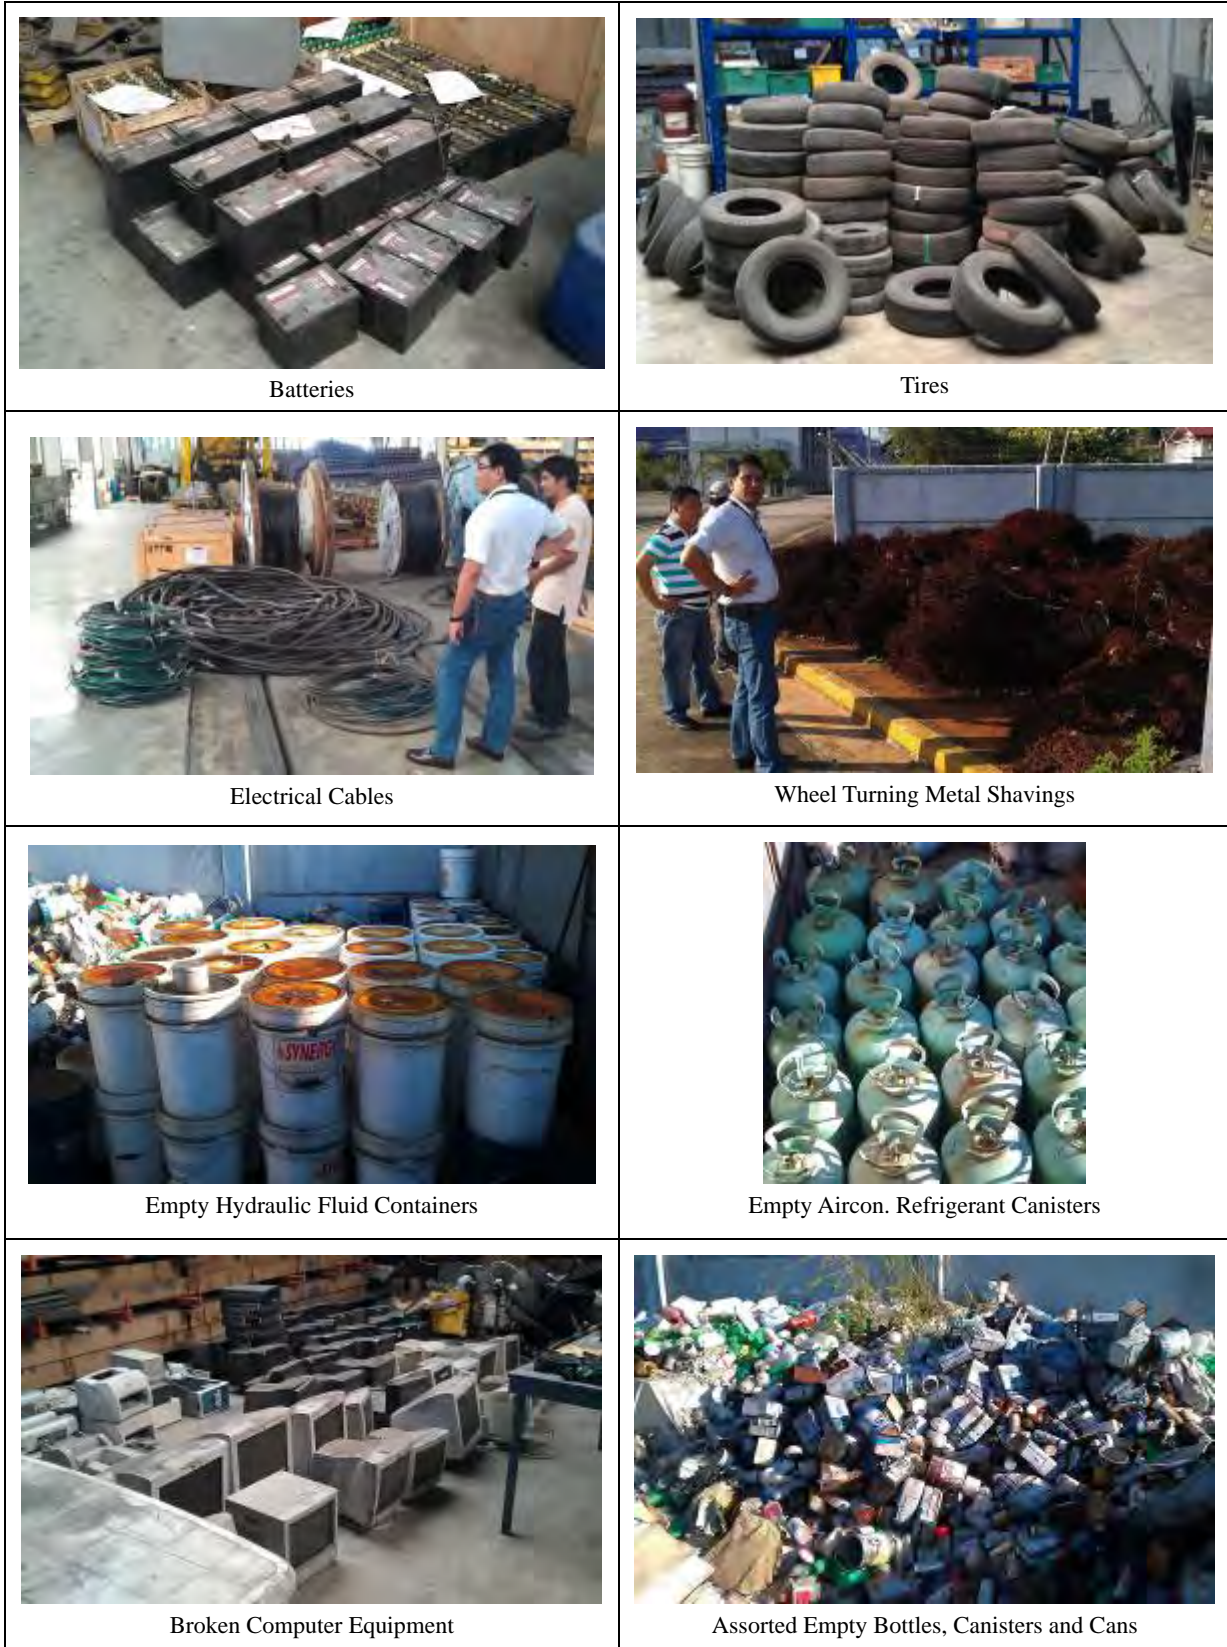 Batteries
Tires
Electrical Cables
Wheel Turning Metal Shavings
SYNERG
Empty Hydraulic Fluid Containers
Empty Aircon. Refrigerant Canisters
Broken Computer Equipment
Assorted Empty Bottles, Canisters and Cans